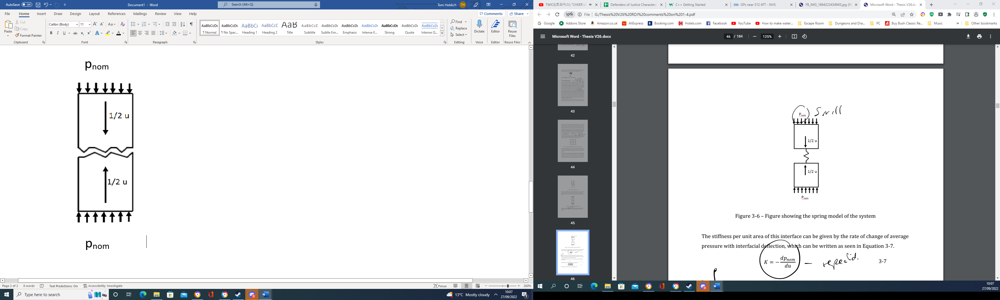 AutoSave Off
Document1 - Word
Search (Alt+Q)
Tom Holdich TH
File Home Insert Draw Design Layout References Mailings Review View Help
Comments Share
Paste
Cut
Copy
Format Painter
Clipboard
Calibri (Body) 11
Font
Paragraph
AaBbCcDc AaBbCcDc AaBbCc AaBbCcC AaB AaBbCcC AaBbCcDc AaBbCcDc AaBbCcDc AaBbCcDc AaBbCcDc AaBbCcDc
¶ Normal ¶ No Spac... Heading 1 Heading 2 Title Subtitle Subtle Em... Emphasis Intense E... Strong Quote Intense Q...
Styles
Find
Replace
Select
Editing
Dictate
Voice
Editor
Editor
Reuse Files
Reuse Files
pnom
1/2 u
1/2 u
pnom
Page 2 of 2 8 words Text Predictions: On Accessibility: Investigate
Focus 260%
Type here to search
13°C Mostly cloudy
10:07
27/09/2022
3
TWICE(트와이스) "CHEER U
Defenders of Justice Characters
C++ Getting Started
GPs near S12 4FT - NHS
FB_IMG_1664223434945.jpg (96
Microsoft Word - Thesis V26.do
VPN File G:/Thesis%20V26%20RDJ%20comments%20on%201-4.pdf
Google Addons Store Amazon.co.uk AliExpress Booking.com Hotels.com Facebook YouTube How to make water... Escape Room Dungeons and Dra... PC Buy Bush Classic Re... Music » Other bookmarks
Microsoft Word - Thesis V26.docx
46 / 184 125%
42
43
44
45
46
Pnom Small
1/2 u
1/2 u
Pnom
Figure 3-6 – Figure showing the spring model of the system
The stiffness per unit area of this interface can be given by the rate of change of average
pressure with interfacial deflection, which can be written as seen in Equation 3-7.
K = − dpnom/du — repeatid. 3-7
10:07
27/09/2022